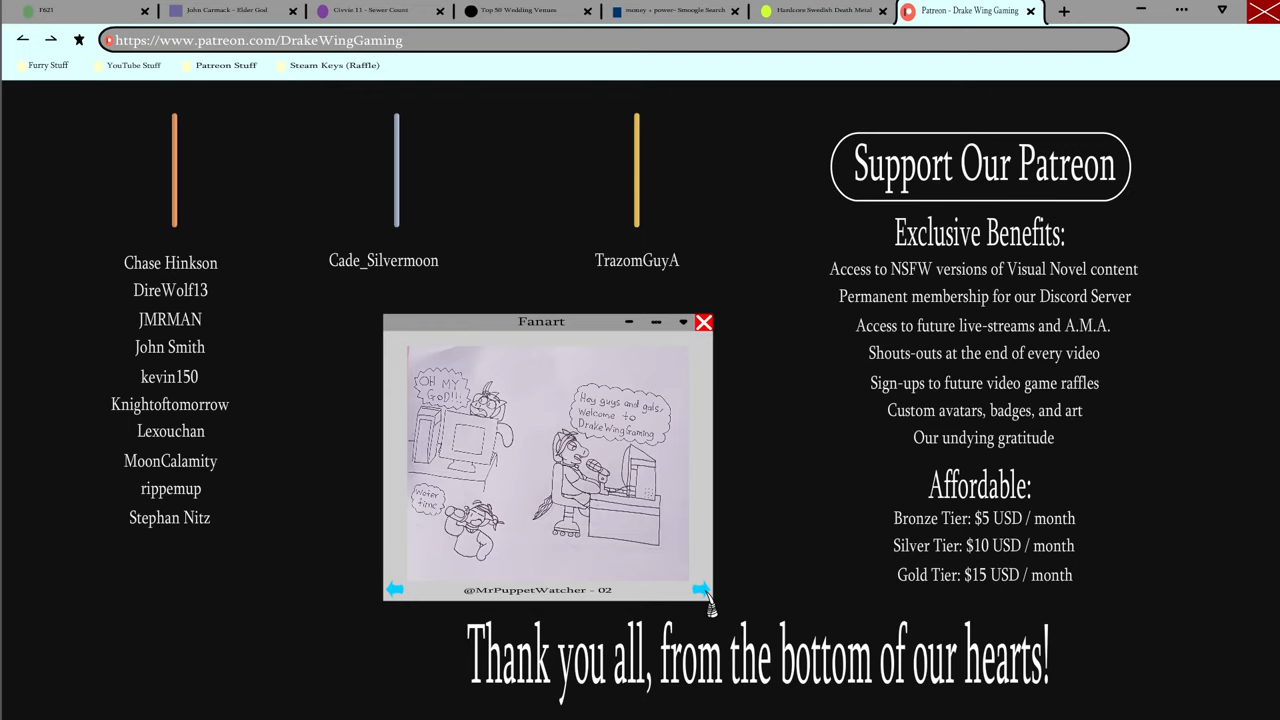 F621
John Carmack - Elder God
Civvie 11 - Sewer Count
Top 50 Wedding Venues
money + power- Smoogle Search
Hardcore Swedish Death Metal
Patreon - Drake Wing Gaming
https://www.patreon.com/DrakeWingGaming
Furry Stuff
YouTube Stuff
Patreon Stuff
Steam Keys (Raffle)
Chase Hinkson
DireWolf13
JMRMAN
John Smith
kevin150
Knightoftomorrow
Lexouchan
MoonCalamity
rippemup
Stephan Nitz
Cade_Silvermoon
TrazomGuyA
Fanart
OH MY
GOD!!!
Hey guys and gals,
Welcome to
DrakeWingGaming
Water
time
@MrPuppetWatcher - 02
Support Our Patreon
Exclusive Benefits:
Access to NSFW versions of Visual Novel content
Permanent membership for our Discord Server
Access to future live-streams and A.M.A.
Shouts-outs at the end of every video
Sign-ups to future video game raffles
Custom avatars, badges, and art
Our undying gratitude
Affordable:
Bronze Tier: $5 USD / month
Silver Tier: $10 USD / month
Gold Tier: $15 USD / month
Thank you all, from the bottom of our hearts!